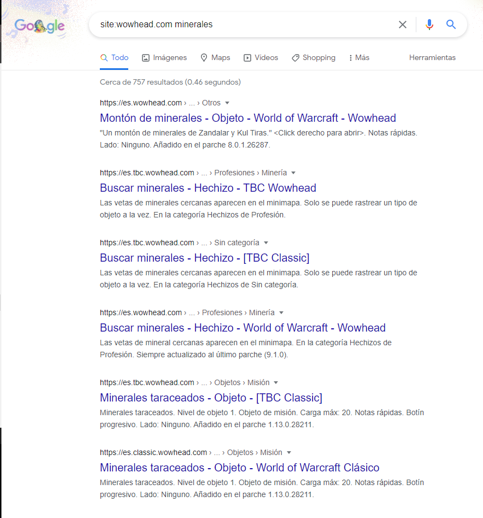 Google
site:wowhead.com minerales
Todo Imágenes Maps Videos Shopping Más Herramientas
Cerca de 757 resultados (0.46 segundos)
https://es.wowhead.com › ... › Otros
Montón de minerales - Objeto - World of Warcraft - Wowhead
"Un montón de minerales de Zandalar y Kul Tiras." <Click derecho para abrir>. Notas rápidas.
Lado: Ninguno. Añadido en el parche 8.0.1.26287.
https://es.tbc.wowhead.com › ... › Profesiones › Minería
Buscar minerales - Hechizo - TBC Wowhead
Las vetas de minerales cercanas aparecen en el minimapa. Solo se puede rastrear un tipo de
objeto a la vez. En la categoría Hechizos de Profesión.
https://es.tbc.wowhead.com › ... › Sin categoría
Buscar minerales - Hechizo - [TBC Classic]
Las vetas de minerales cercanas aparecen en el minimapa. Solo se puede rastrear un tipo de
objeto a la vez. En la categoría Hechizos de Sin categoría.
https://es.wowhead.com › ... › Profesiones › Minería
Buscar minerales - Hechizo - World of Warcraft - Wowhead
Las vetas de mineral cercanas aparecen en el minimapa. En la categoría Hechizos de
Profesión. Siempre actualizado al último parche (9.1.0).
https://es.tbc.wowhead.com › ... › Objetos › Misión
Minerales taraceados - Objeto - [TBC Classic]
Minerales taraceados. Nivel de objeto 1. Objeto de misión. Carga máx: 20. Notas rápidas. Botín
progresivo. Lado: Ninguno. Añadido en el parche 1.13.0.28211.
https://es.classic.wowhead.com › ... › Objetos › Misión
Minerales taraceados - Objeto - World of Warcraft Clásico
Minerales taraceados. Nivel de objeto 1. Objeto de misión. Carga máx: 20. Notas rápidas. Botín
progresivo. Lado: Ninguno. Añadido en el parche 1.13.0.28211.